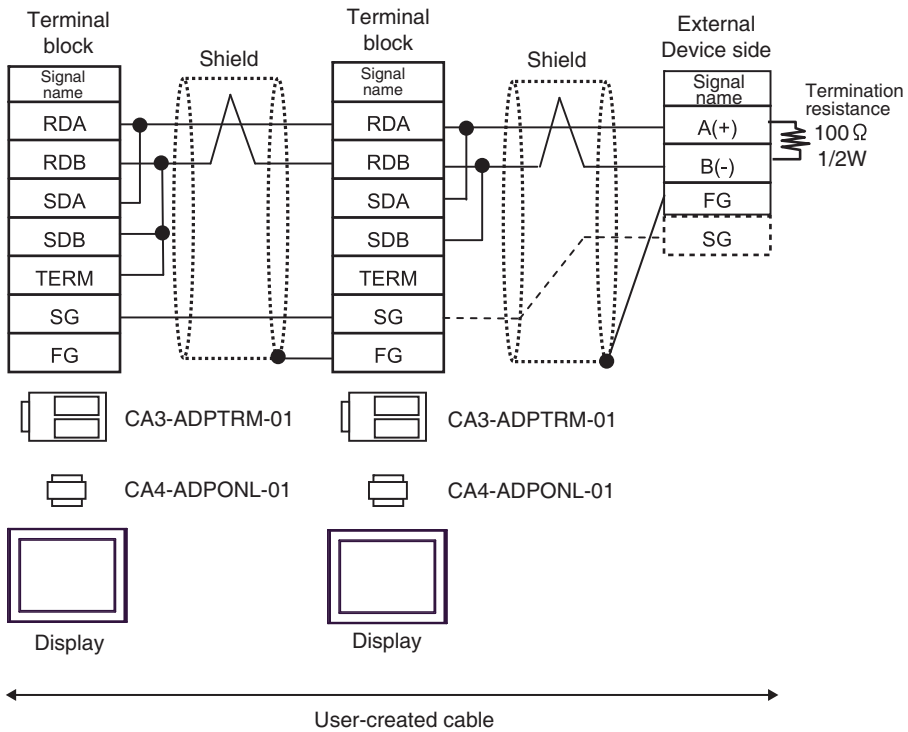 Terminal
block
Signal
name
RDA
RDB
SDA
SDB
TERM
SG
FG
Shield
Terminal
block
Signal
name
RDA
RDB
SDA
SDB
TERM
SG
FG
Shield
External
Device side
Signal
name
A(+)
B(-)
FG
SG
Termination
resistance
100Ω
1/2W
CA3-ADPTRM-01
CA3-ADPTRM-01
CA4-ADPONL-01
CA4-ADPONL-01
Display
Display
User-created cable